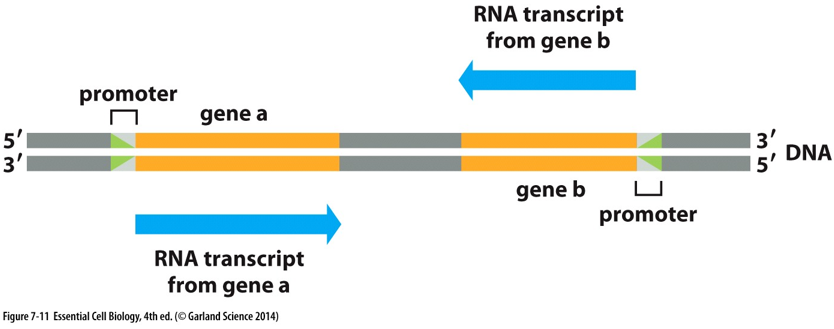 RNA transcript
from gene b
promoter
gene a
5′
3′
3′
5′
DNA
gene b
promoter
RNA transcript
from gene a
Figure 7-11 Essential Cell Biology, 4th ed. (© Garland Science 2014)